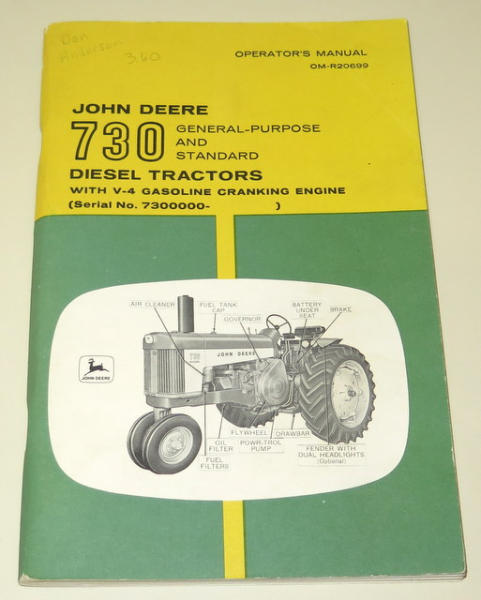 Dan
Anderson
3.60
OPERATOR'S MANUAL
OM-R20699
JOHN DEERE
730 GENERAL-PURPOSE
AND
STANDARD
DIESEL TRACTORS
WITH V-4 GASOLINE CRANKING ENGINE
(Serial No. 7300000- )
AIR CLEANER
FUEL TANK
CAP
GOVERNOR
BATTERY
UNDER
SEAT
BRAKE
730
JOHN DEERE
JOHN DEERE
FLYWHEEL
DRAWBAR
OIL
FILTER
POWR-TROL
PUMP
FENDER WITH
DUAL HEADLIGHTS
(Optional)
FUEL
FILTERS